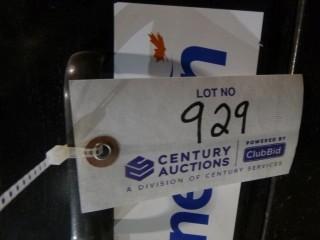 LOT NO
929
CENTURY AUCTIONS
POWERED BY
ClubBid
A DIVISION OF CENTURY SERVICES